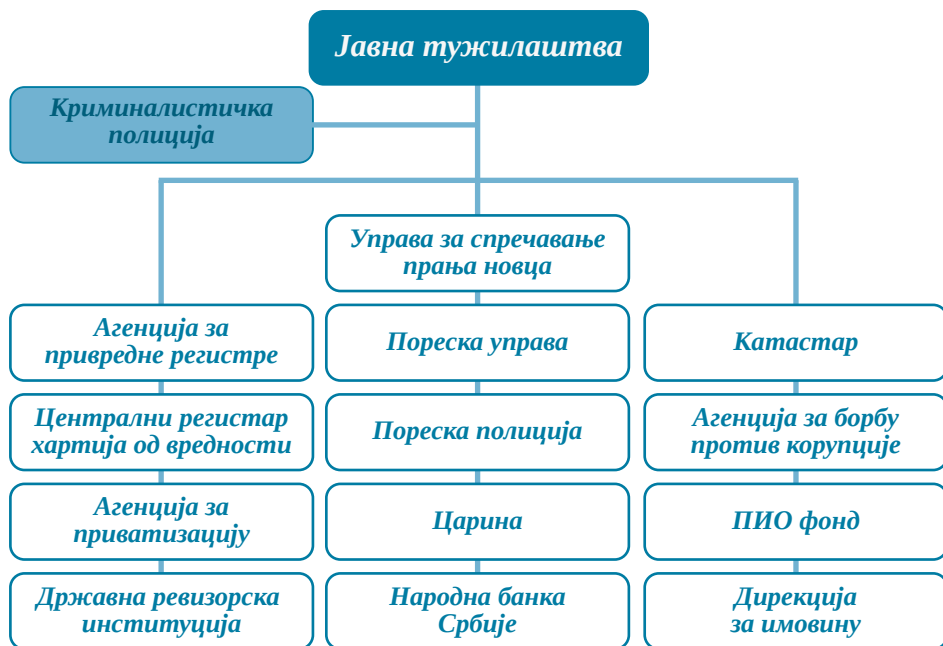 Јавна тужилаштва
Криминалистичка
полиција
Управа за спречавање
прања новца
Агенција за
привредне регистре
Пореска управа
Катастар
Централни регистар
хартија од вредности
Пореска полиција
Агенција за борбу
против корупције
Агенција за
приватизацију
Царина
ПИО фонд
Државна ревизорска
институција
Народна банка
Србије
Дирекција
за имовину